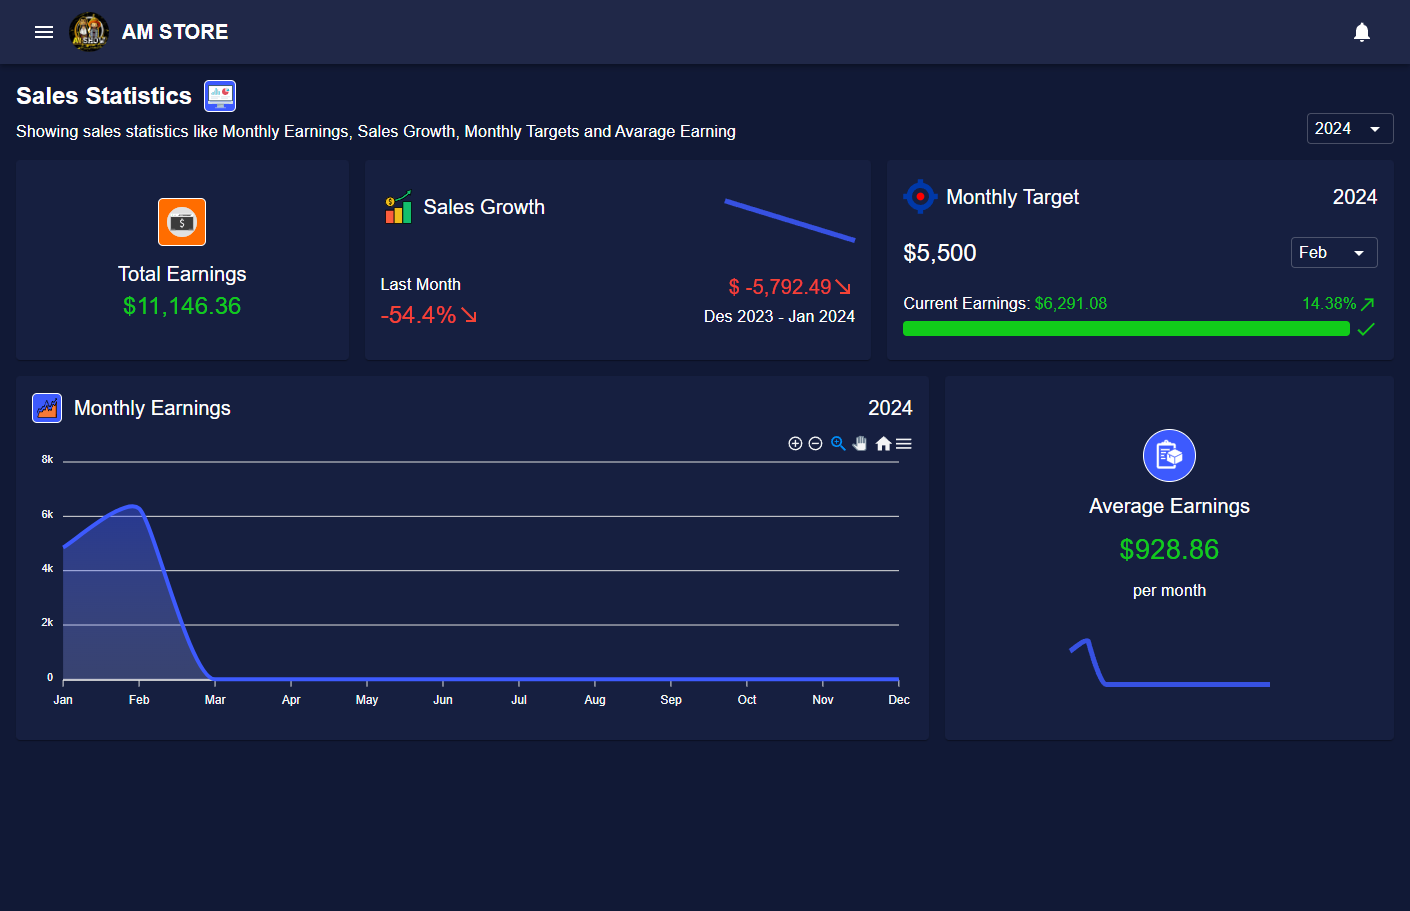 AM STORE
Sales Statistics
Showing sales statistics like Monthly Earnings, Sales Growth, Monthly Targets and Avarage Earning
2024
Total Earnings
$11,146.36
Sales Growth
Last Month
-54.4%
$ -5,792.49
Des 2023 - Jan 2024
Monthly Target
2024
$5,500
Feb
Current Earnings: $6,291.08
14.38%
Monthly Earnings
2024
8k
6k
4k
2k
0
Jan Feb Mar Apr May Jun Jul Aug Sep Oct Nov Dec
Average Earnings
$928.86
per month